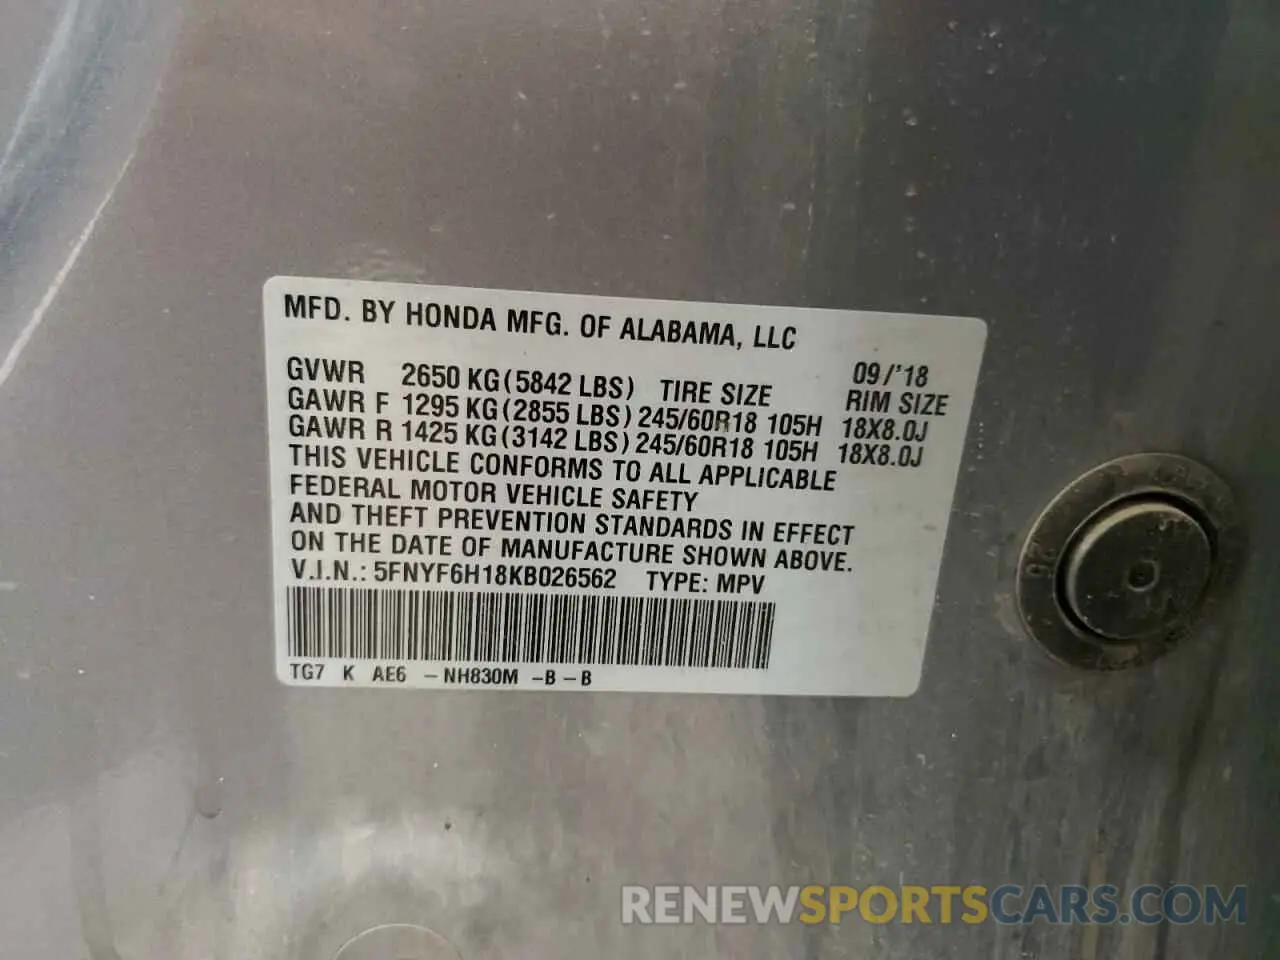 MFD. BY HONDA MFG. OF ALABAMA, LLC
09/'18
GVWR 2650 KG(5842 LBS) TIRE SIZE RIM SIZE
GAWR F 1295 KG(2855 LBS) 245/60R18 105H 18X8.0J
GAWR R 1425 KG(3142 LBS) 245/60R18 105H 18X8.0J
THIS VEHICLE CONFORMS TO ALL APPLICABLE
FEDERAL MOTOR VEHICLE SAFETY
AND THEFT PREVENTION STANDARDS IN EFFECT
ON THE DATE OF MANUFACTURE SHOWN ABOVE.
V.I.N.: 5FNYF6H18KB026562 TYPE: MPV
TG7 K AE6 – NH830M –B – B
RENEWSPORTSCARS.COM